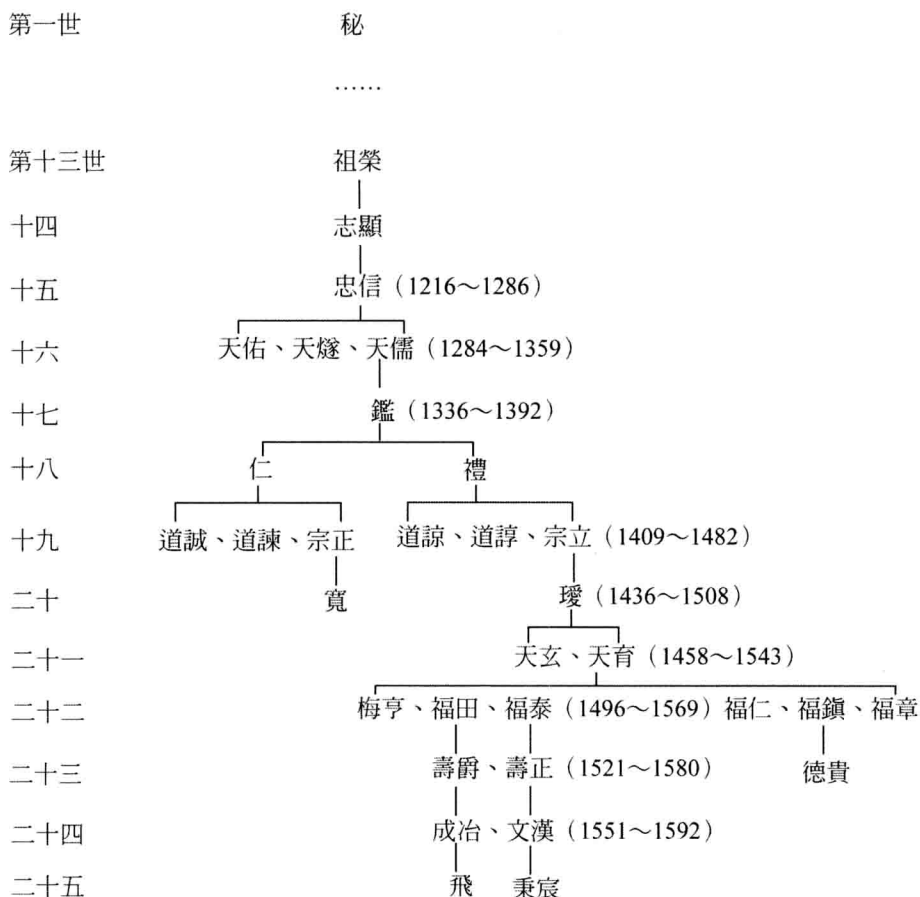 第一世 秘
……
第十三世 祖榮
十四 志顯
十五 忠信（1216～1286）
十六 天佑、天燧、天儒（1284～1359）
十七 鑑（1336～1392）
十八 仁 禮
十九 道誠、道諫、宗正 道諒、道諄、宗立（1409～1482）
二十 寬 璦（1436～1508）
二十一 天玄、天育（1458～1543）
二十二 梅亨、福田、福泰（1496～1569）福仁、福鎭、福章
二十三 壽爵、壽正（1521～1580） 德貴
二十四 成冶、文漢（1551～1592）
二十五 飛 秉宸